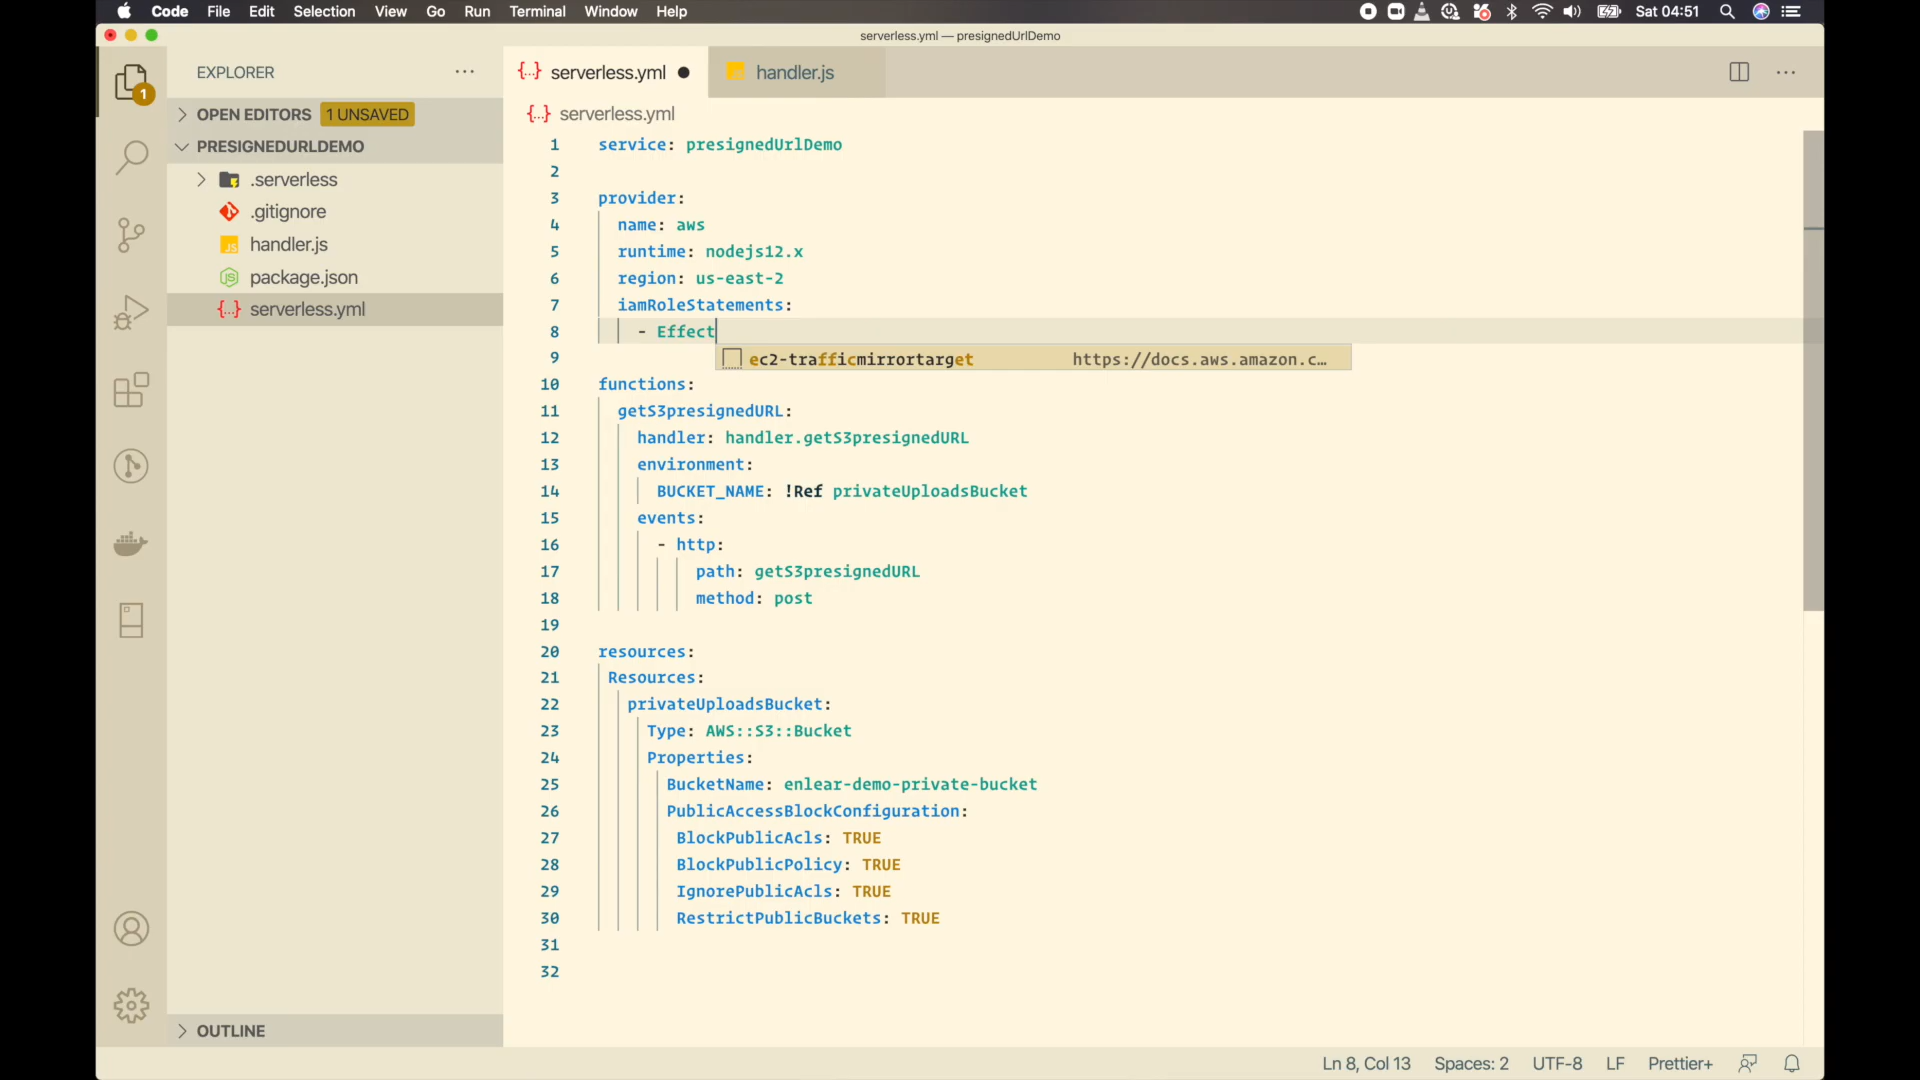 Code File Edit Selection View Go Run Terminal Window Help Sat 04:51
serverless.yml — presignedUrlDemo
EXPLORER
serverless.yml
handler.js
1
OPEN EDITORS 1 UNSAVED
PRESIGNEDURLDEMO
.serverless
.gitignore
handler.js
package.json
serverless.yml
OUTLINE
{..} serverless.yml
1 service: presignedUrlDemo
2
3 provider:
4 name: aws
5 runtime: nodejs12.x
6 region: us-east-2
7 iamRoleStatements:
8 - Effect
ec2-trafficmirrortarget https://docs.aws.amazon.c...
9
10 functions:
11 getS3presignedURL:
12 handler: handler.getS3presignedURL
13 environment:
14 BUCKET_NAME: !Ref privateUploadsBucket
15 events:
16 - http:
17 path: getS3presignedURL
18 method: post
19
20 resources:
21 Resources:
22 privateUploadsBucket:
23 Type: AWS::S3::Bucket
24 Properties:
25 BucketName: enlear-demo-private-bucket
26 PublicAccessBlockConfiguration:
27 BlockPublicAcls: TRUE
28 BlockPublicPolicy: TRUE
29 IgnorePublicAcls: TRUE
30 RestrictPublicBuckets: TRUE
31
32
Ln 8, Col 13 Spaces: 2 UTF-8 LF Prettier+